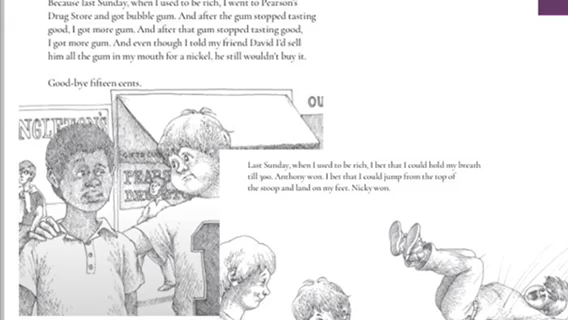 Because last Sunday, when I used to be rich, I went to Pearson's
Drug Store and got bubble gum. And after the gum stopped tasting
good, I got more gum. And after that gum stopped tasting good,
I got more gum. And even though I told my friend David I'd sell
him all the gum in my mouth for a nickel, he still wouldn't buy it.
Good-bye fifteen cents.
NGLETON'S
OU
PEARS
Last Sunday, when I used to be rich, I bet that I could hold my breath
till 300. Anthony won. I bet that I could jump from the top of
the stoop and land on my feet. Nicky won.